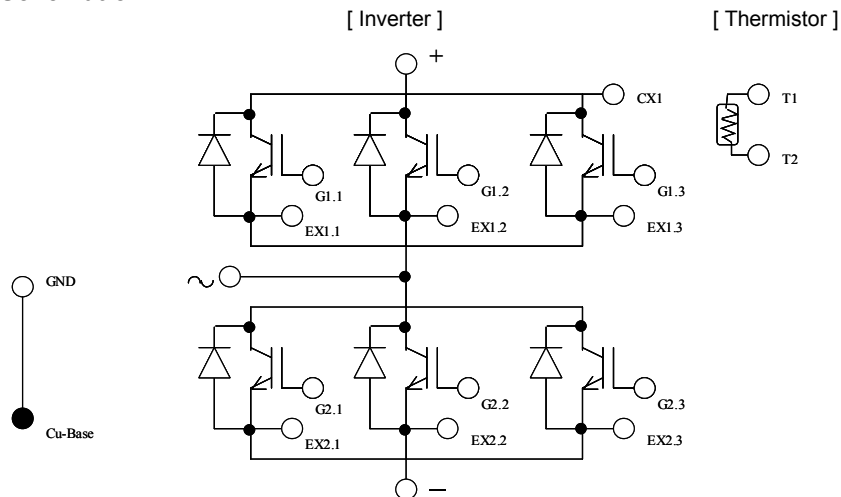 [ Inverter ]
[ Thermistor ]
+
CX1
T1
G1.1
G1.2
G1.3
T2
EX1.1
EX1.2
EX1.3
GND
~
G2.1
G2.2
G2.3
Cu-Base
EX2.1
EX2.2
EX2.3
—